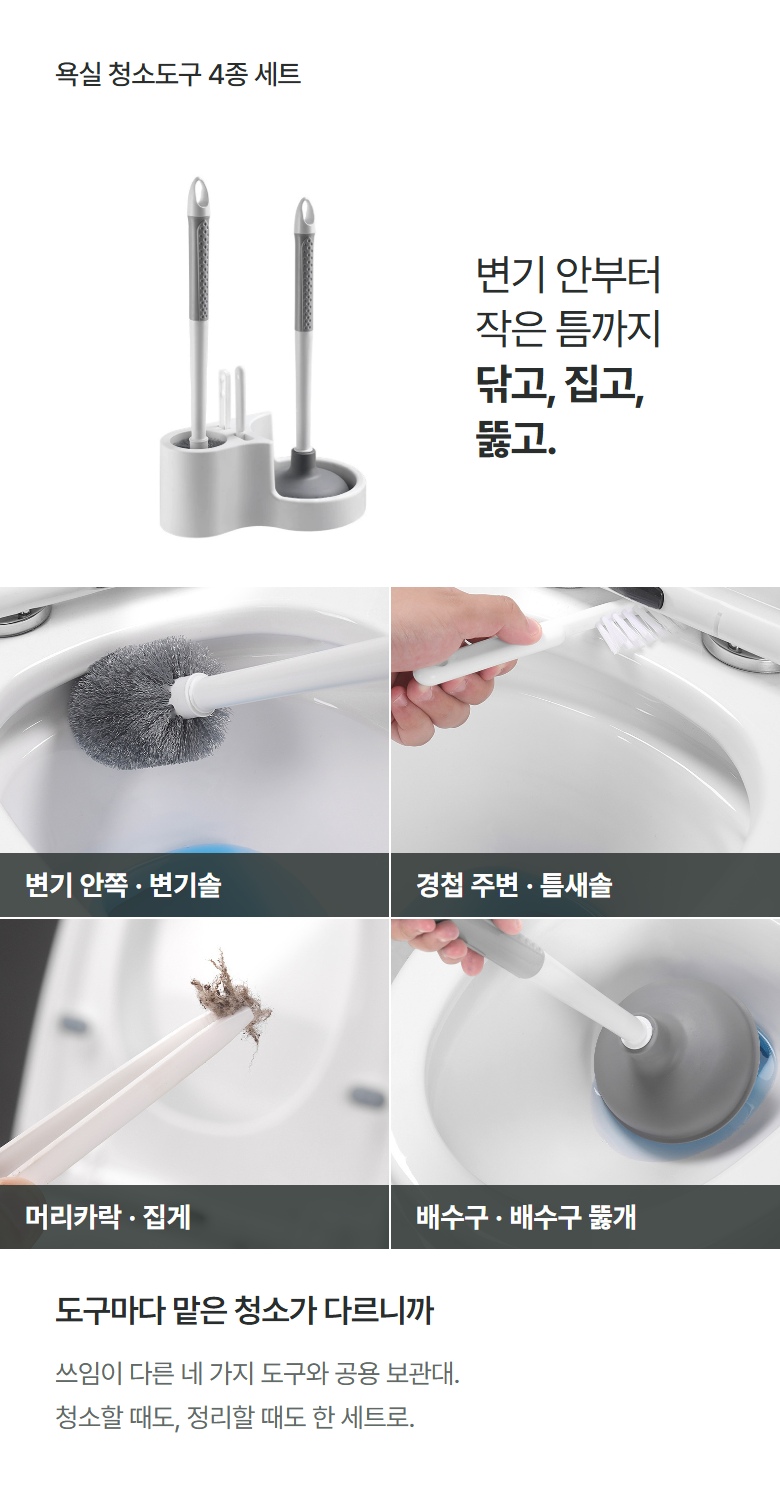 욕실 청소도구 4종 세트
변기 안부터
작은 틈까지
닦고, 집고,
뚫고.
변기 안쪽 · 변기솔
경첩 주변 · 틈새솔
머리카락 · 집게
배수구 · 배수구 뚫개
도구마다 맡은 청소가 다르니까
쓰임이 다른 네 가지 도구와 공용 보관대.
청소할 때도, 정리할 때도 한 세트로.